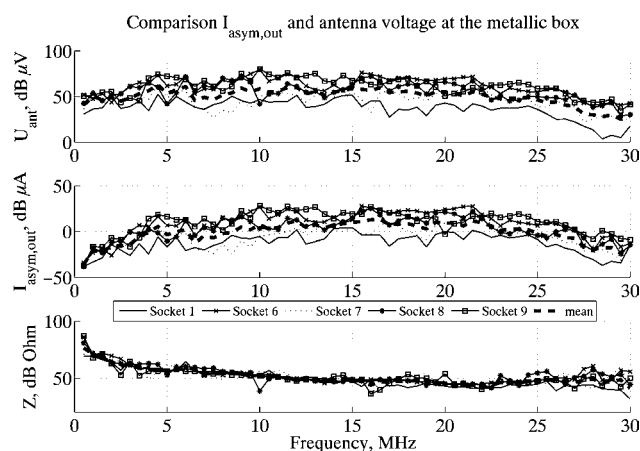 Comparison I_asym,out and antenna voltage at the metallic box
U_ant, dB μV
100
50
0
0 5 10 15 20 25 30
I_asym,out, dB μA
50
0
−50
0 5 10 15 20 25 30
Socket 1 Socket 6 Socket 7 Socket 8 Socket 9 mean
Z, dB Ohm
50
0 5 10 15 20 25 30
Frequency, MHz